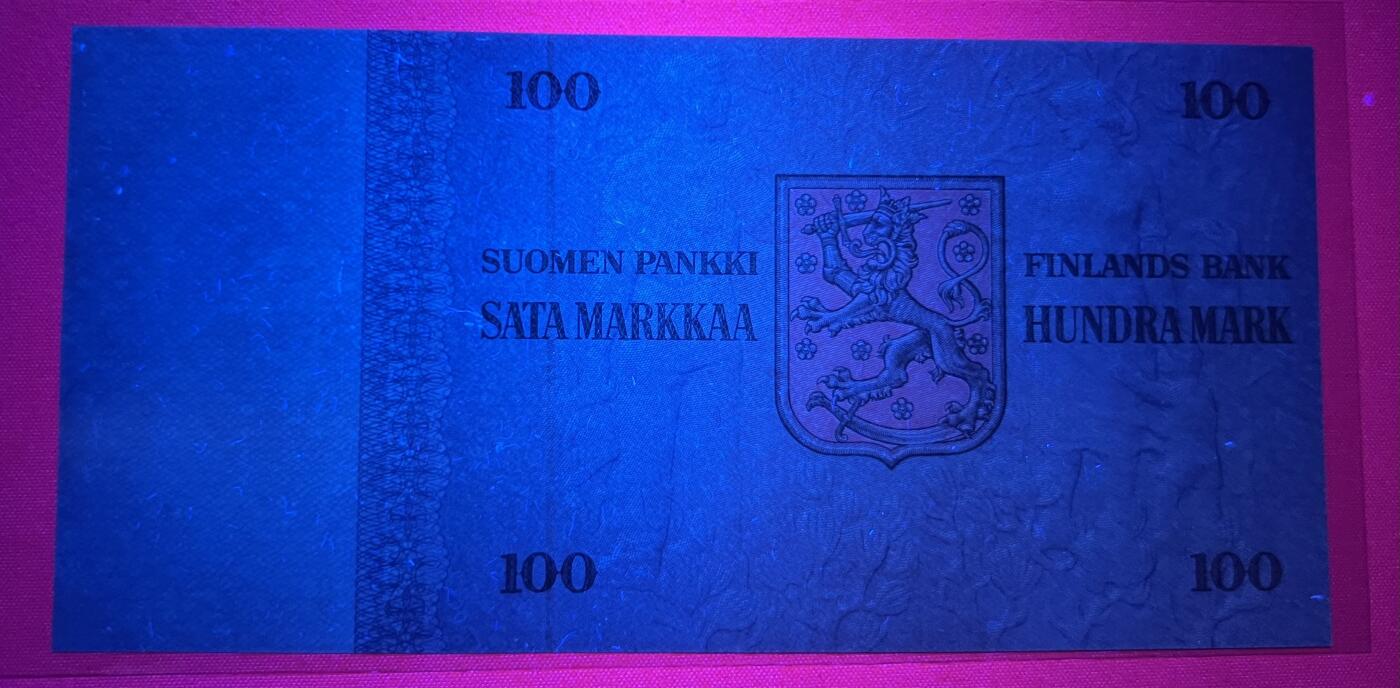 100 100
SUOMEN PANKKI FINLANDS BANK
SATA MARKKAA HUNDRA MARK
100 100